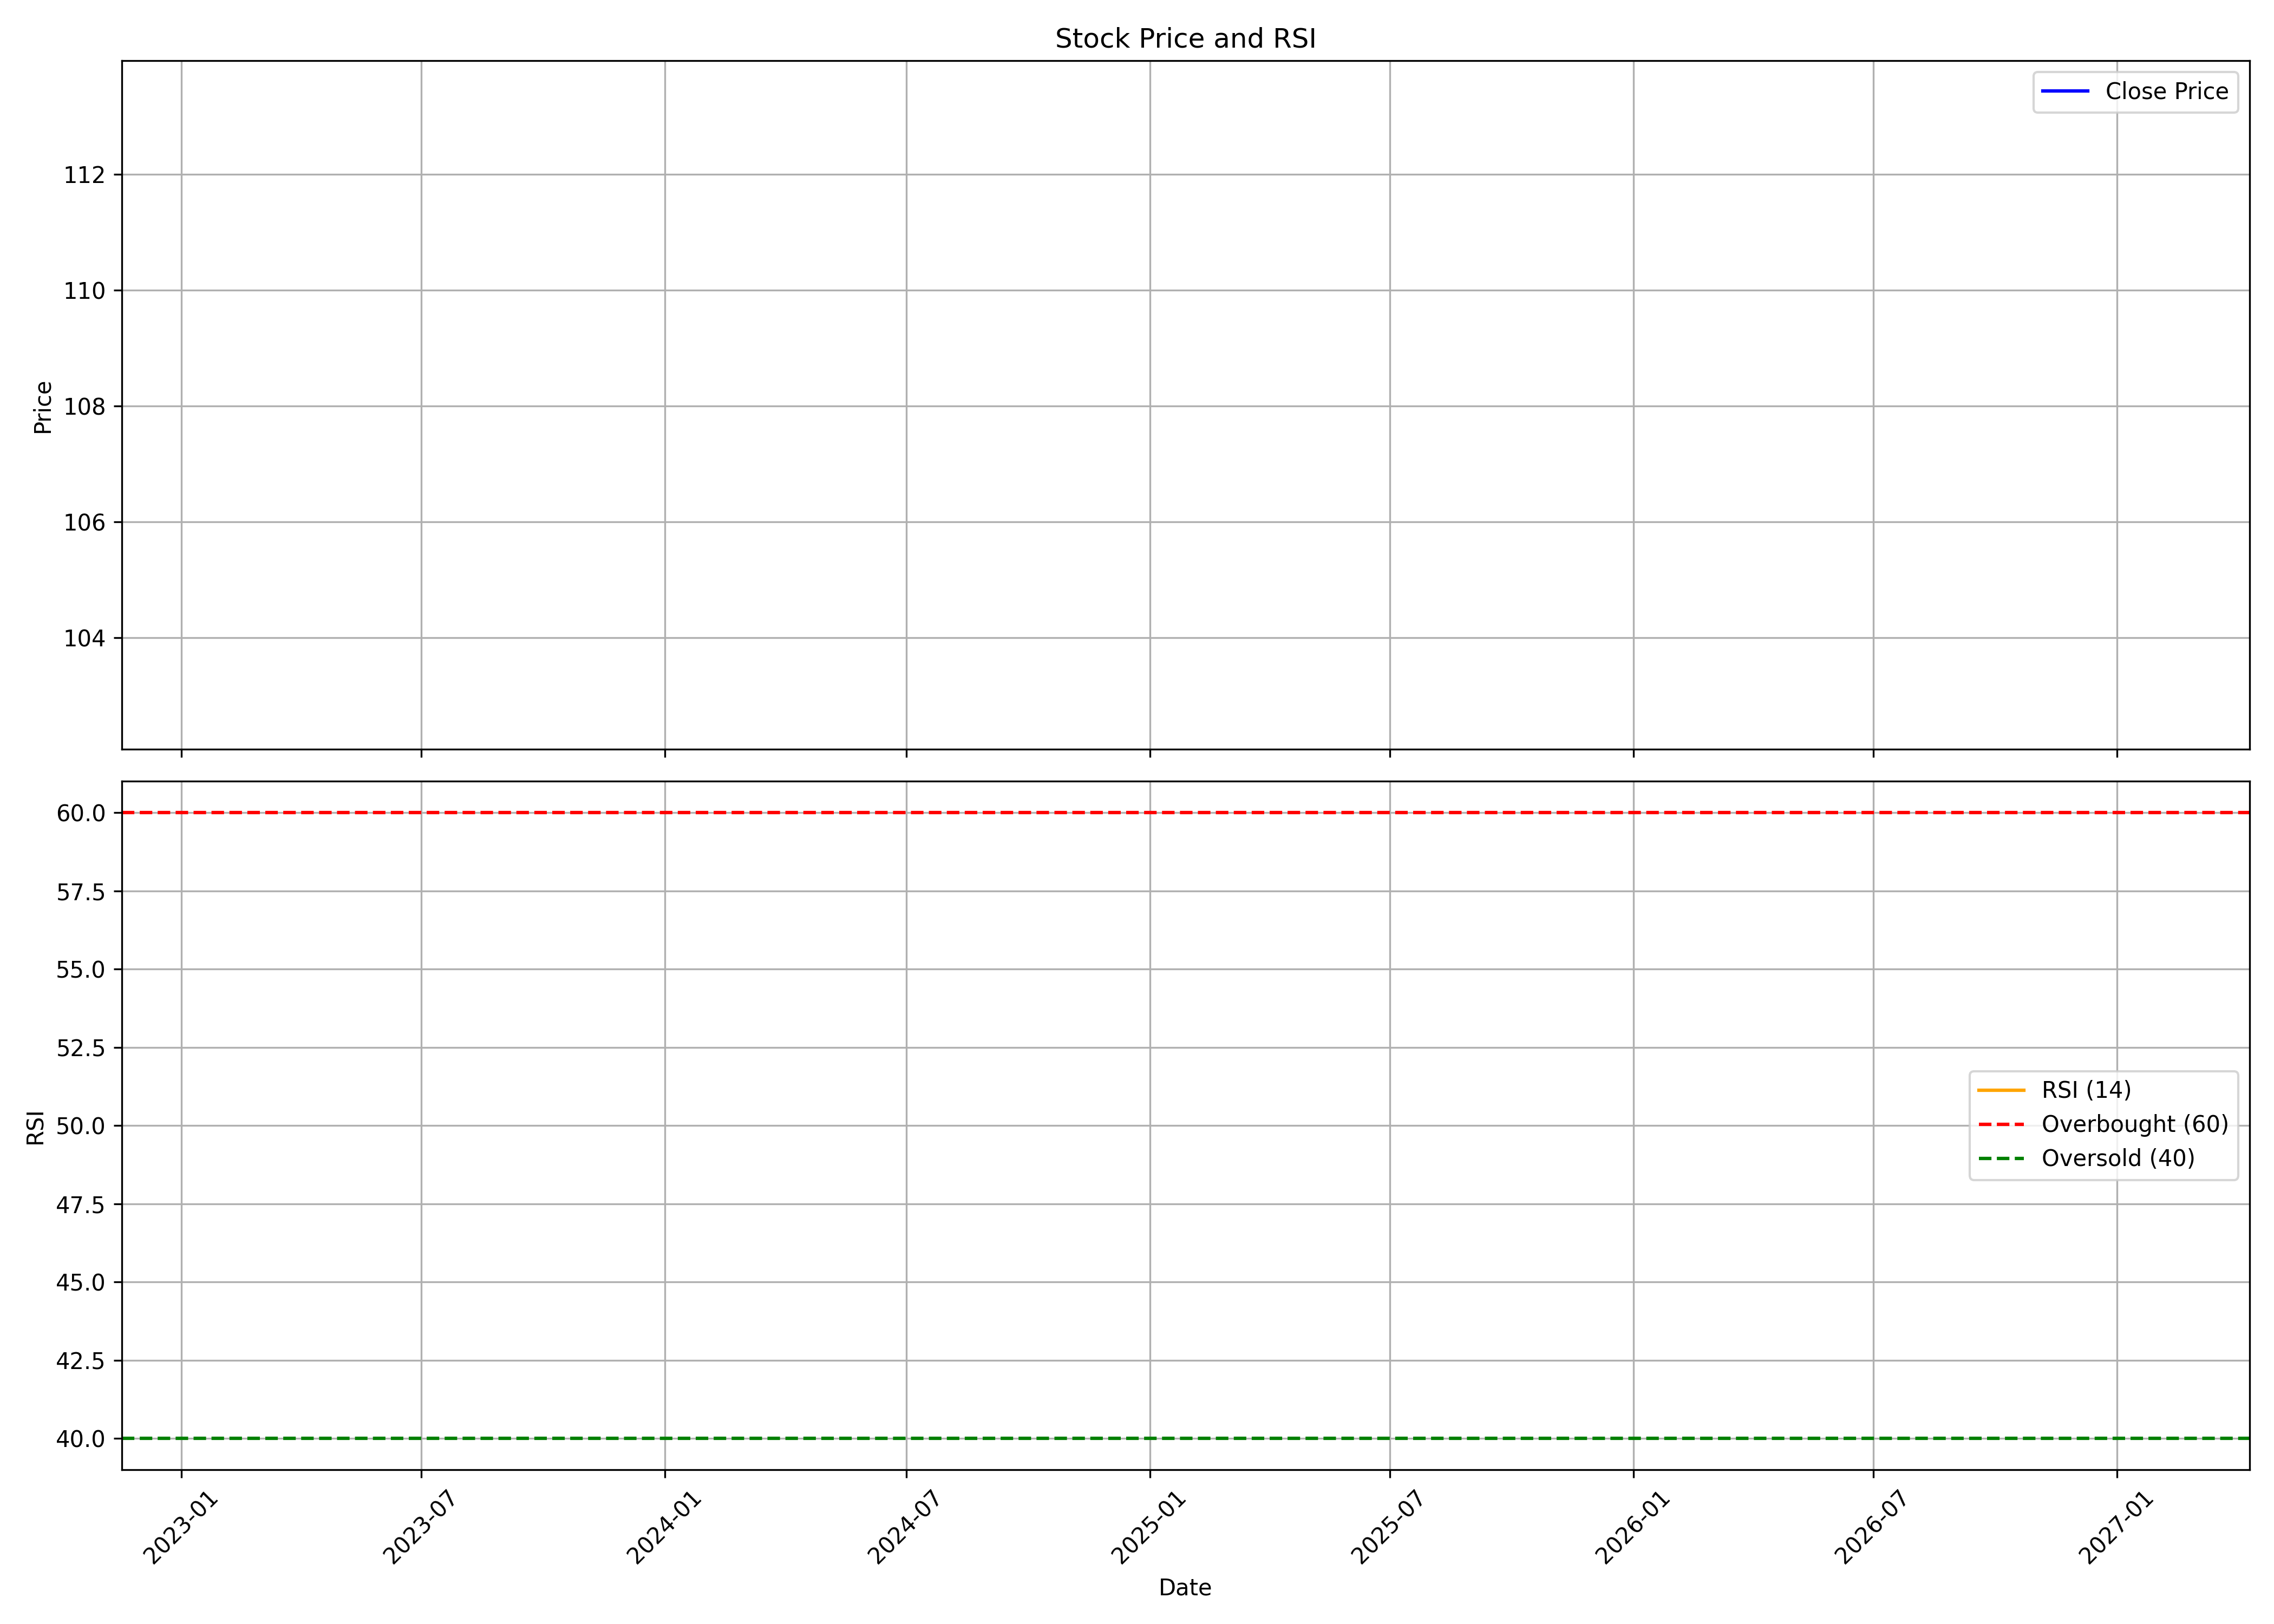 Stock Price and RSI
Close Price
112
110
108
106
104
Price
60.0
57.5
55.0
52.5
50.0
47.5
45.0
42.5
40.0
RSI
RSI (14)
Overbought (60)
Oversold (40)
2023-01
2023-07
2024-01
2024-07
2025-01
2025-07
2026-01
2026-07
2027-01
Date